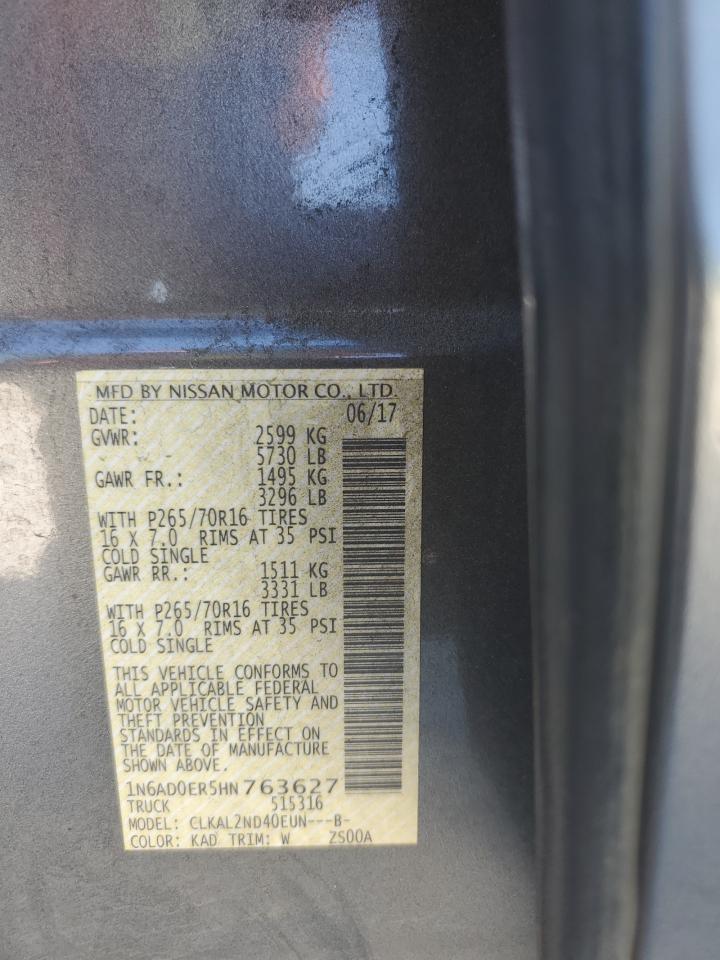 MFD BY NISSAN MOTOR CO., LTD.
DATE: 06/17
GVWR: 2599 KG
5730 LB
GAWR FR.: 1495 KG
3296 LB
WITH P265/70R16 TIRES
16 X 7.0 RIMS AT 35 PSI
COLD SINGLE
GAWR RR.: 1511 KG
3331 LB
WITH P265/70R16 TIRES
16 X 7.0 RIMS AT 35 PSI
COLD SINGLE
THIS VEHICLE CONFORMS TO
ALL APPLICABLE FEDERAL
MOTOR VEHICLE SAFETY AND
THEFT PREVENTION
STANDARDS IN EFFECT ON
THE DATE OF MANUFACTURE
SHOWN ABOVE.
1N6AD0ER5HN763627
TRUCK 515316
MODEL: CLKAL2ND40EUN---B-
COLOR: KAD TRIM: W ZS00A